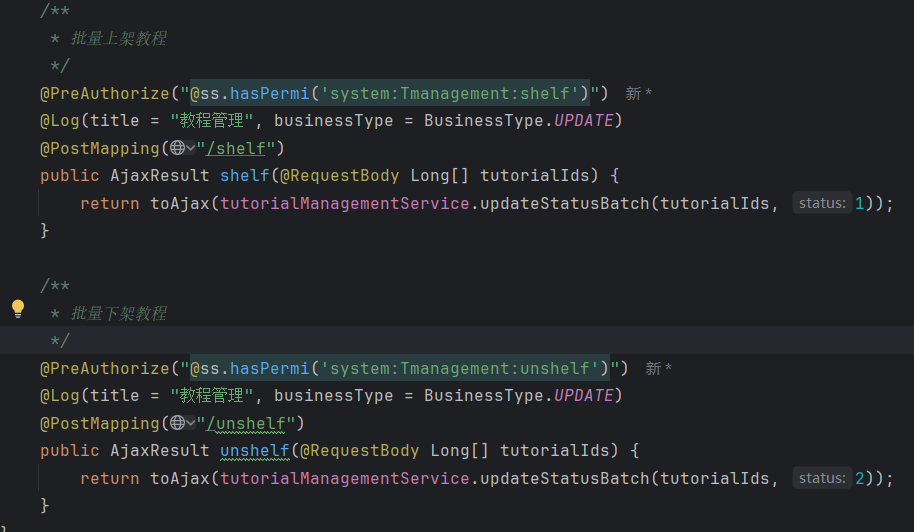 /**
 * 批量上架教程
 */
@PreAuthorize("@ss.hasPermi('system:Tmanagement:shelf')") 新 *
@Log(title = "教程管理", businessType = BusinessType.UPDATE)
@PostMapping("/shelf")
public AjaxResult shelf(@RequestBody Long[] tutorialIds) {
    return toAjax(tutorialManagementService.updateStatusBatch(tutorialIds, status: 1));
}
/**
 * 批量下架教程
 */
@PreAuthorize("@ss.hasPermi('system:Tmanagement:unshelf')") 新 *
@Log(title = "教程管理", businessType = BusinessType.UPDATE)
@PostMapping("/unshelf")
public AjaxResult unshelf(@RequestBody Long[] tutorialIds) {
    return toAjax(tutorialManagementService.updateStatusBatch(tutorialIds, status: 2));
}